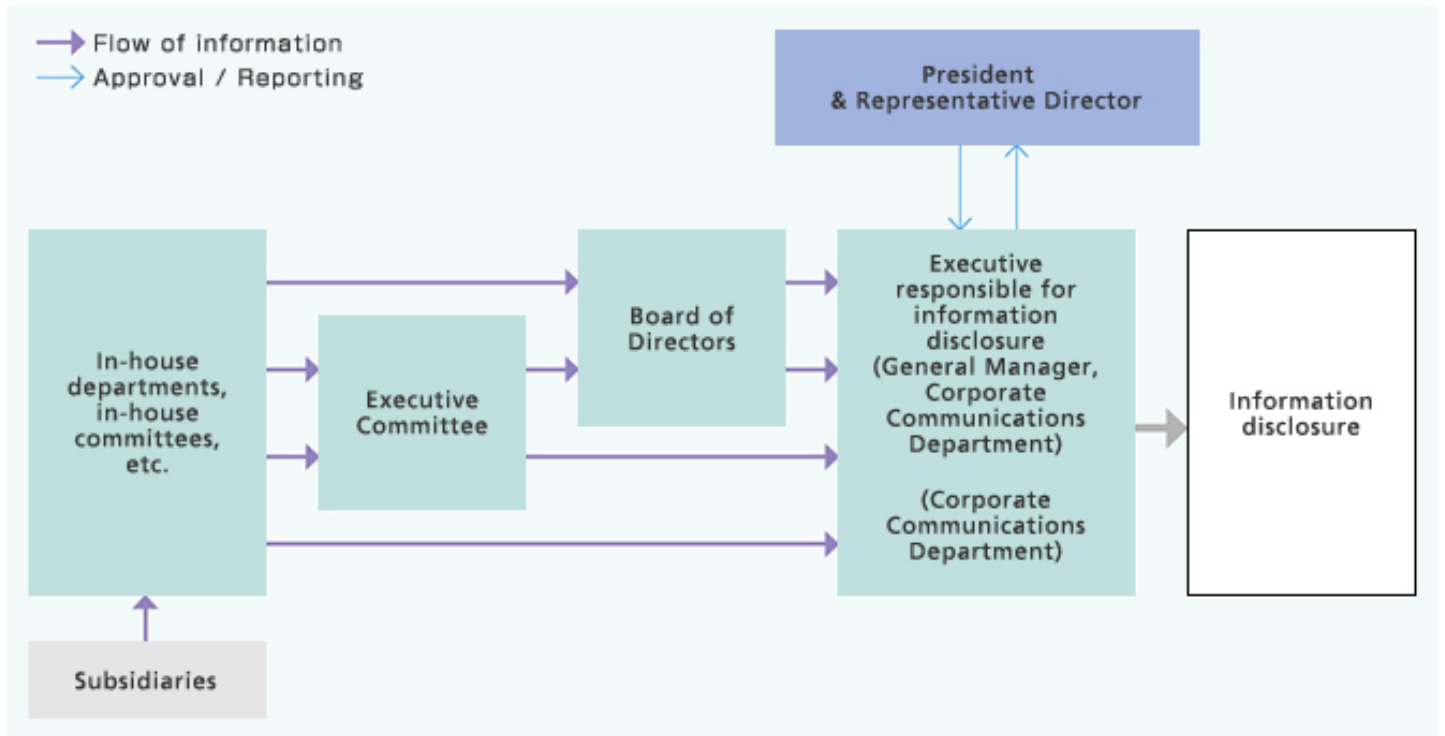 Flow of information
Approval / Reporting
President
& Representative Director
In-house
departments,
in-house
committees,
etc.
Executive
Committee
Board of
Directors
Executive
responsible for
information
disclosure
(General Manager,
Corporate
Communications
Department)
(Corporate
Communications
Department)
Information
disclosure
Subsidiaries